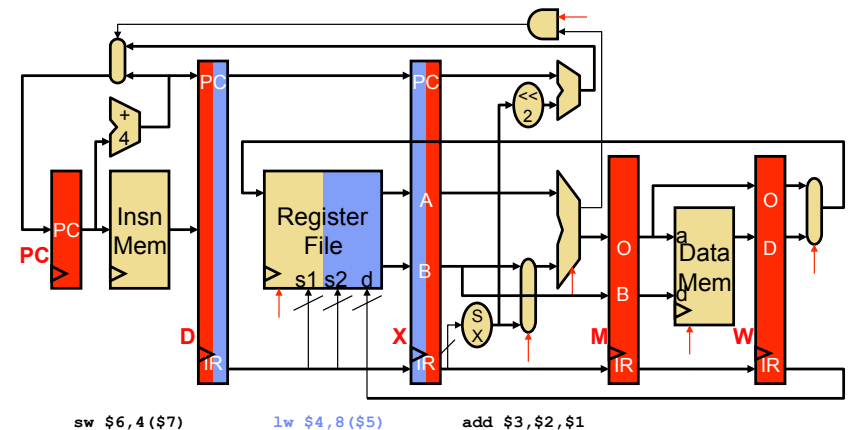 <<
2
PC
PC
+
4
PC
PC
Insn
Mem
Register
File
s1 s2 d
A
B
S
X
O
B
a
Data
Mem
d
O
D
D
X
M
W
IR
IR
IR
IR
sw $6,4($7)
lw $4,8($5)
add $3,$2,$1